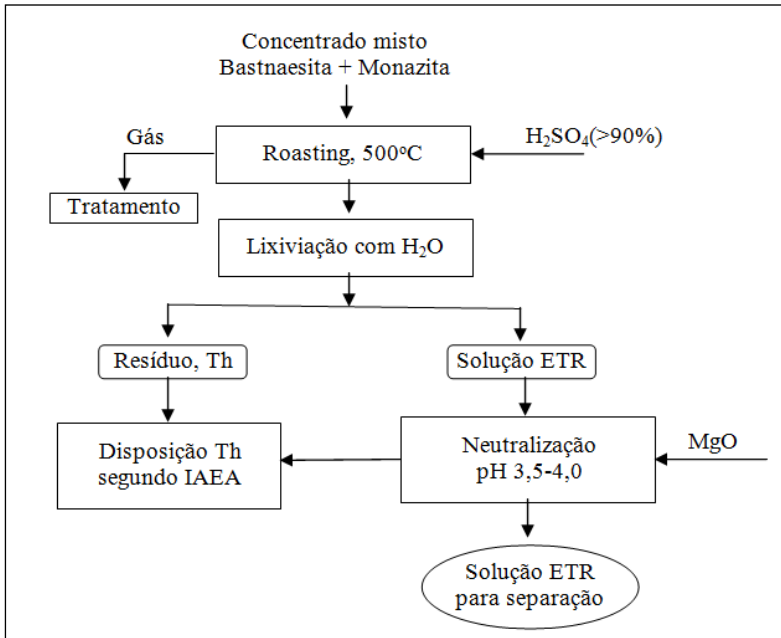 Concentrado misto
Bastnaesita + Monazita
Gás
H₂SO₄(>90%)
Roasting, 500ºC
Tratamento
Lixiviação com H₂O
Resíduo, Th
Solução ETR
Disposição Th
segundo IAEA
Neutralização
pH 3,5-4,0
MgO
Solução ETR
para separação